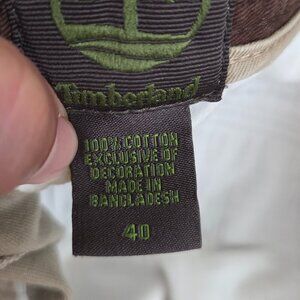 Timberland
100% COTTON
EXCLUSIVE OF
DECORATION
MADE IN
BANGLADESH
40